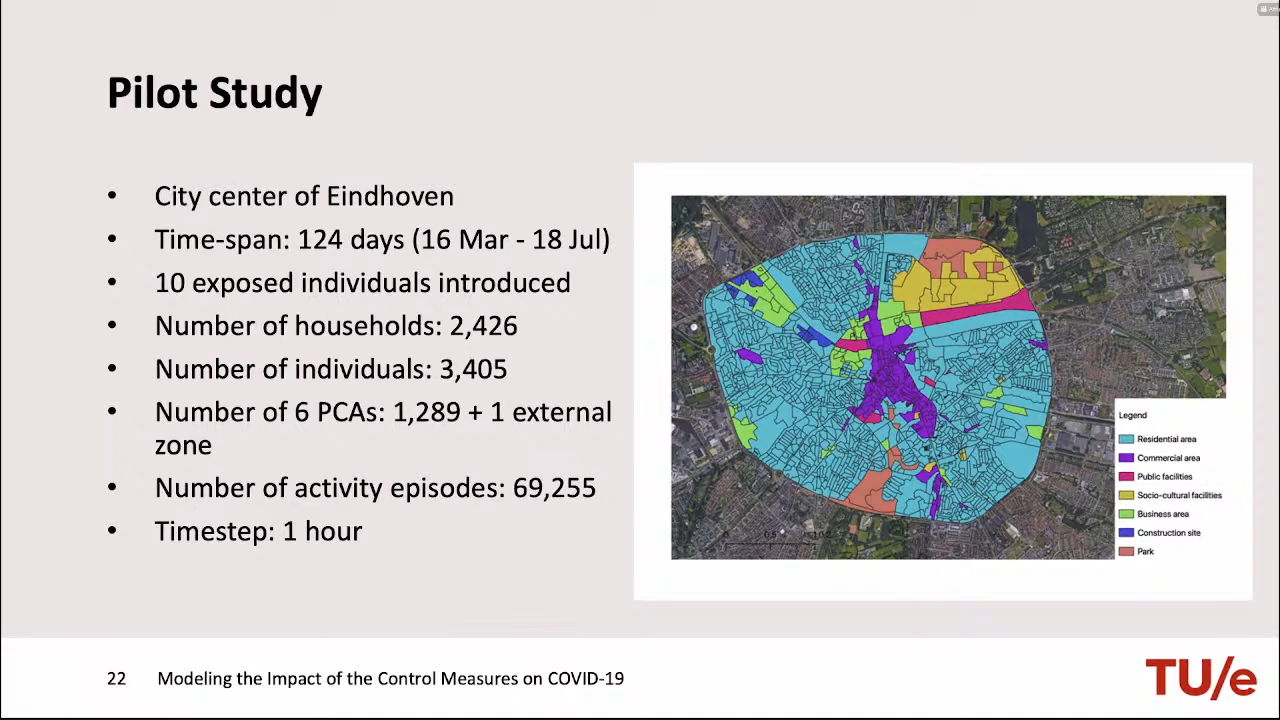 Pilot Study
• City center of Eindhoven
• Time-span: 124 days (16 Mar - 18 Jul)
• 10 exposed individuals introduced
• Number of households: 2,426
• Number of individuals: 3,405
• Number of 6 PCAs: 1,289 + 1 external
zone
• Number of activity episodes: 69,255
• Timestep: 1 hour
Legend
Residential area
Commercial area
Public facilities
Socio-cultural facilities
Business area
Construction site
Park
22 Modeling the Impact of the Control Measures on COVID-19
TU/e